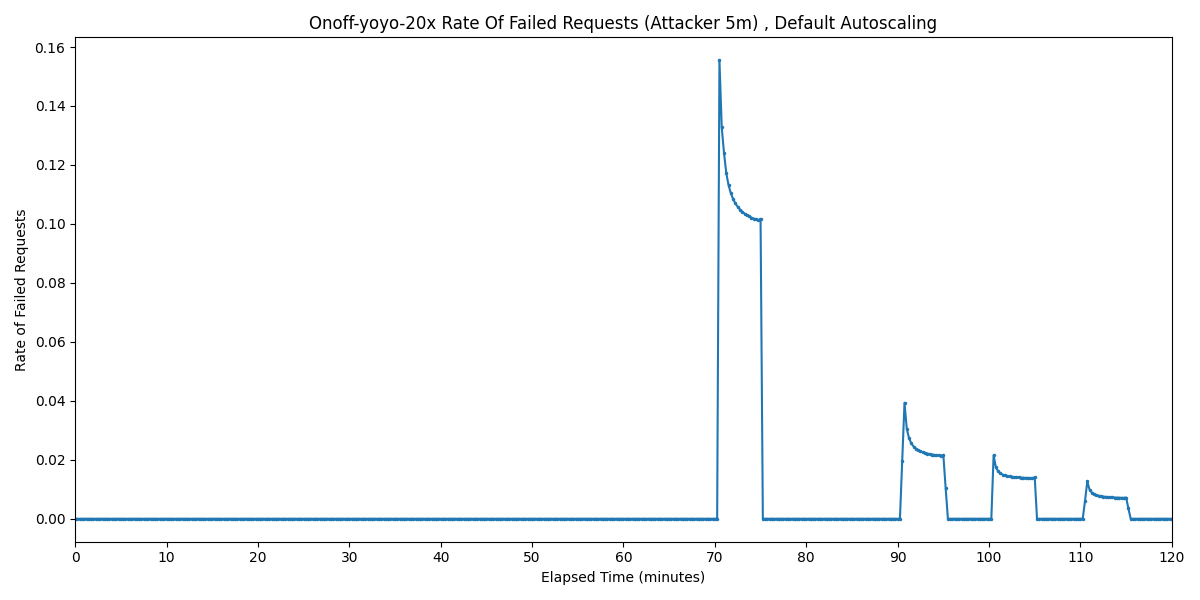 Onoff-yoyo-20x Rate Of Failed Requests (Attacker 5m) , Default Autoscaling
Rate of Failed Requests
0.16
0.14
0.12
0.10
0.08
0.06
0.04
0.02
0.00
0 10 20 30 40 50 60 70 80 90 100 110 120
Elapsed Time (minutes)